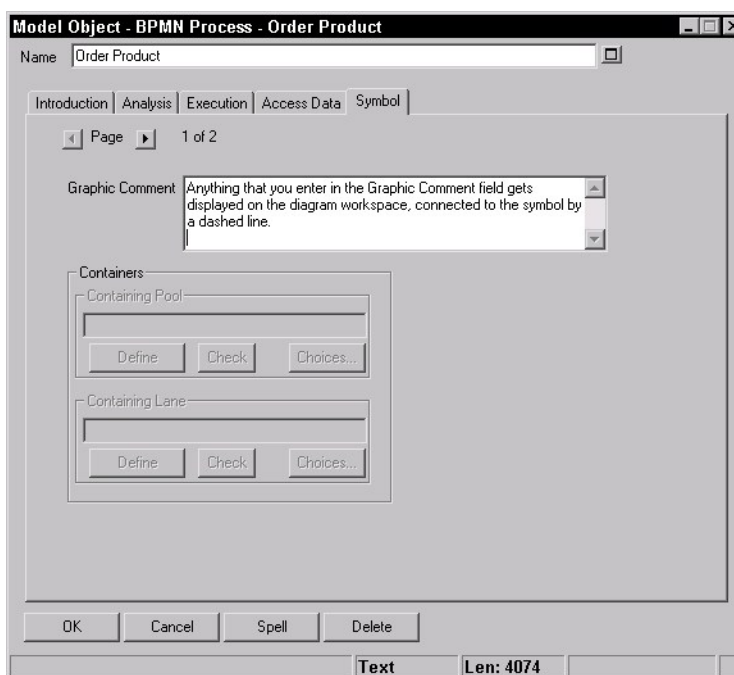 Model Object - BPMN Process - Order Product
Name Order Product
Introduction Analysis Execution Access Data Symbol
Page 1 of 2
Graphic Comment Anything that you enter in the Graphic Comment field gets
displayed on the diagram workspace, connected to the symbol by
a dashed line.
Containers
Containing Pool
Define Check Choices...
Containing Lane
Define Check Choices...
OK Cancel Spell Delete
Text Len: 4074